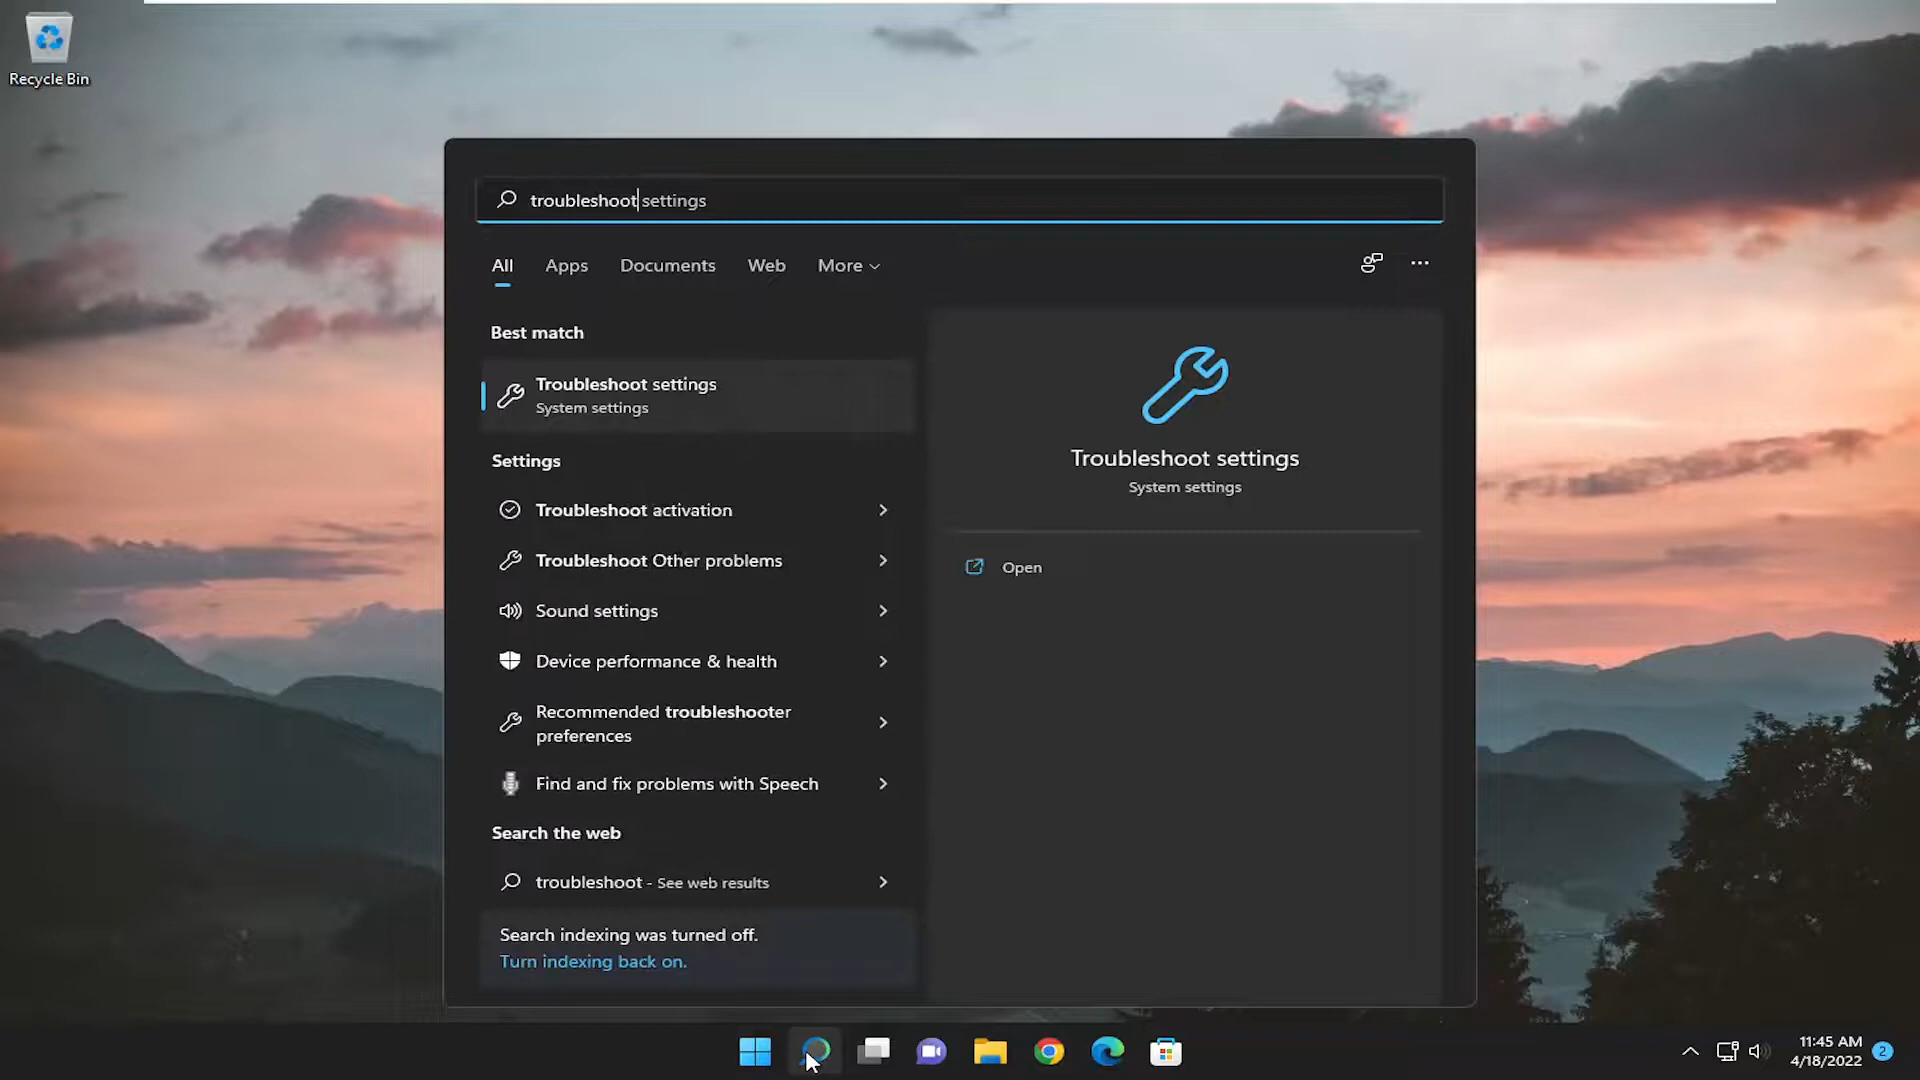 Recycle Bin
troubleshoot settings
All Apps Documents Web More
Best match
Troubleshoot settings
System settings
Settings
Troubleshoot activation
Troubleshoot Other problems
Sound settings
Device performance & health
Recommended troubleshooter
preferences
Find and fix problems with Speech
Search the web
troubleshoot - See web results
Search indexing was turned off.
Turn indexing back on.
Troubleshoot settings
System settings
Open
11:45 AM
4/18/2022
2